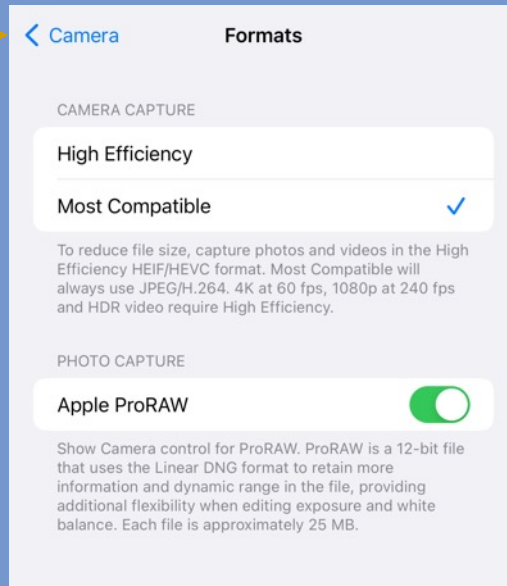 Camera
Formats
CAMERA CAPTURE
High Efficiency
Most Compatible
To reduce file size, capture photos and videos in the High
Efficiency HEIF/HEVC format. Most Compatible will
always use JPEG/H.264. 4K at 60 fps, 1080p at 240 fps
and HDR video require High Efficiency.
PHOTO CAPTURE
Apple ProRAW
Show Camera control for ProRAW. ProRAW is a 12-bit file
that uses the Linear DNG format to retain more
information and dynamic range in the file, providing
additional flexibility when editing exposure and white
balance. Each file is approximately 25 MB.